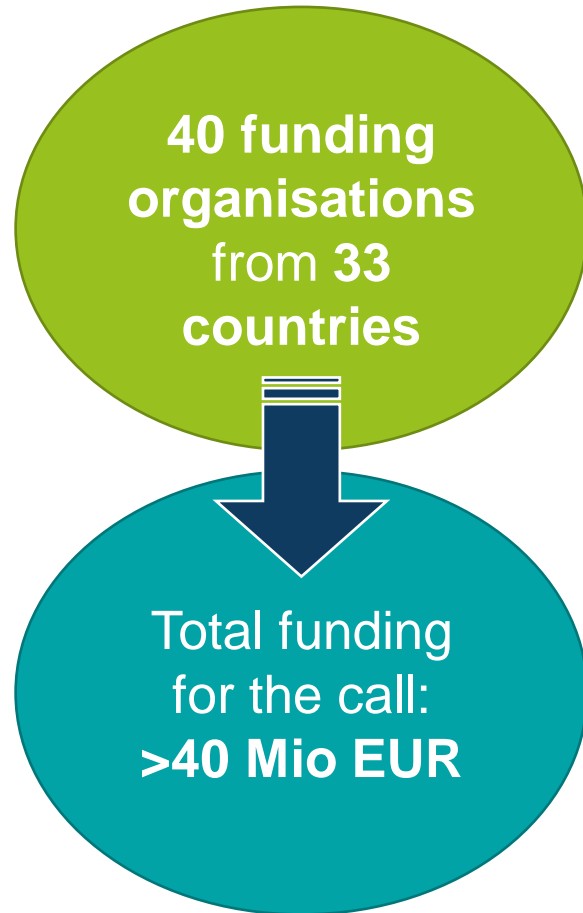 40 funding
organisations
from 33
countries
Total funding
for the call:
>40 Mio EUR